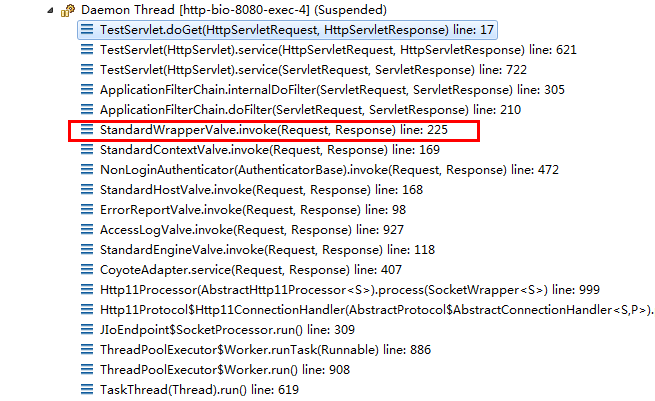 Daemon Thread [http-bio-8080-exec-4] (Suspended)
TestServlet.doGet(HttpServletRequest, HttpServletResponse) line: 17
TestServlet(HttpServlet).service(HttpServletRequest, HttpServletResponse) line: 621
TestServlet(HttpServlet).service(ServletRequest, ServletResponse) line: 722
ApplicationFilterChain.internalDoFilter(ServletRequest, ServletResponse) line: 305
ApplicationFilterChain.doFilter(ServletRequest, ServletResponse) line: 210
StandardWrapperValve.invoke(Request, Response) line: 225
StandardContextValve.invoke(Request, Response) line: 169
NonLoginAuthenticator(AuthenticatorBase).invoke(Request, Response) line: 472
StandardHostValve.invoke(Request, Response) line: 168
ErrorReportValve.invoke(Request, Response) line: 98
AccessLogValve.invoke(Request, Response) line: 927
StandardEngineValve.invoke(Request, Response) line: 118
CoyoteAdapter.service(Request, Response) line: 407
Http11Processor(AbstractHttp11Processor<S>).process(SocketWrapper<S>) line: 999
Http11Protocol$Http11ConnectionHandler(AbstractProtocol$AbstractConnectionHandler<S,P>).
JIoEndpoint$SocketProcessor.run() line: 309
ThreadPoolExecutor$Worker.runTask(Runnable) line: 886
ThreadPoolExecutor$Worker.run() line: 908
TaskThread(Thread).run() line: 619